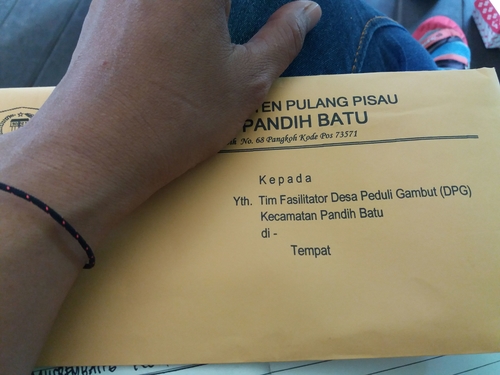 TEN PULANG PISAU
PANDIH BATU
No. 68 Pangkoh Kode Pos 73571
Kepada
Yth. Tim Fasilitator Desa Peduli Gambut (DPG)
Kecamatan Pandih Batu
di -
Tempat